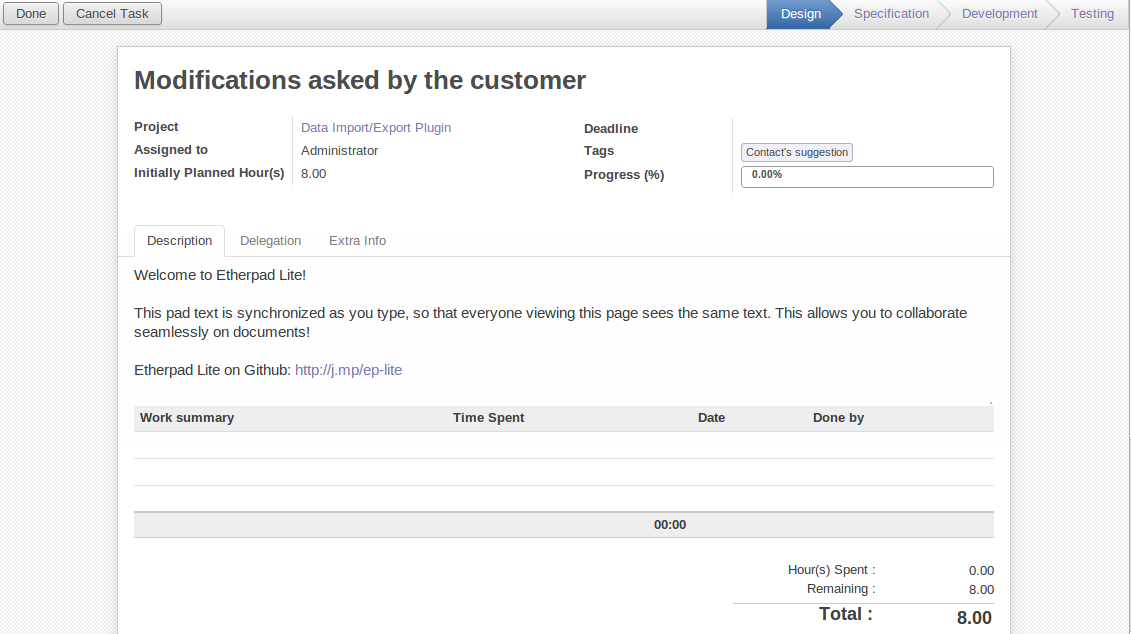 Done Cancel Task Design Specification Development Testing
Modifications asked by the customer
Project Data Import/Export Plugin Deadline
Assigned to Administrator Tags Contact's suggestion
Initially Planned Hour(s) 8.00 Progress (%) 0.00%
Description Delegation Extra Info
Welcome to Etherpad Lite!
This pad text is synchronized as you type, so that everyone viewing this page sees the same text. This allows you to collaborate
seamlessly on documents!
Etherpad Lite on Github: http://j.mp/ep-lite
Work summary Time Spent Date Done by
00:00
Hour(s) Spent : 0.00
Remaining : 8.00
Total : 8.00